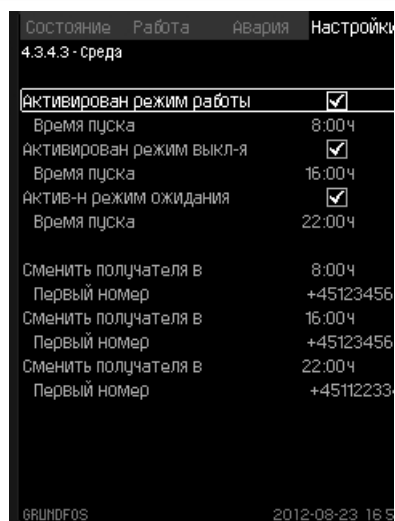 Состояние Работа Авария Настройки
4.3.4.3 - Среда
Активирован режим работы
Время пуска 8:00ч
Активирован режим выкл-я
Время пуска 16:00ч
Актив-н режим ожидания
Время пуска 22:00ч
Сменить получателя в 8:00ч
Первый номер +45123456
Сменить получателя в 16:00ч
Первый номер +45123456
Сменить получателя в 22:00ч
Первый номер +45112233
GRUNDFOS 2012-08-23 16:5